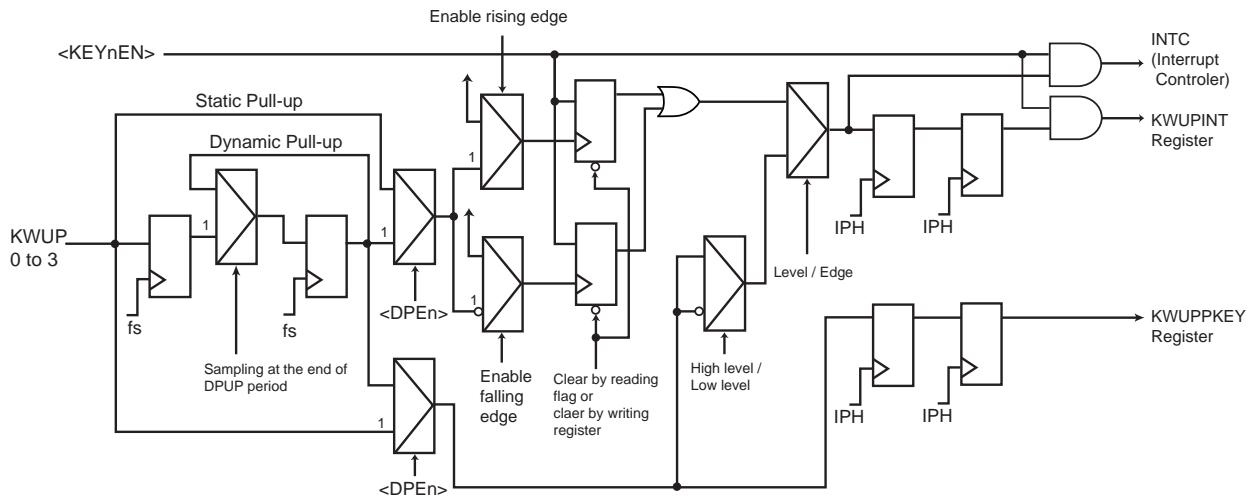 Enable rising edge
<KEYnEN>
INTC
(Interrupt
Controler)
Static Pull-up
Dynamic Pull-up
1
1
1
1
1
KWUPINT
Register
KWUP
0 to 3
fs
fs
<DPEn>
IPH
IPH
Level / Edge
Sampling at the end of
DPUP period
Enable
falling
edge
Clear by reading
flag or
claer by writing
register
High level /
Low level
KWUPPKEY
Register
IPH
IPH
<DPEn>